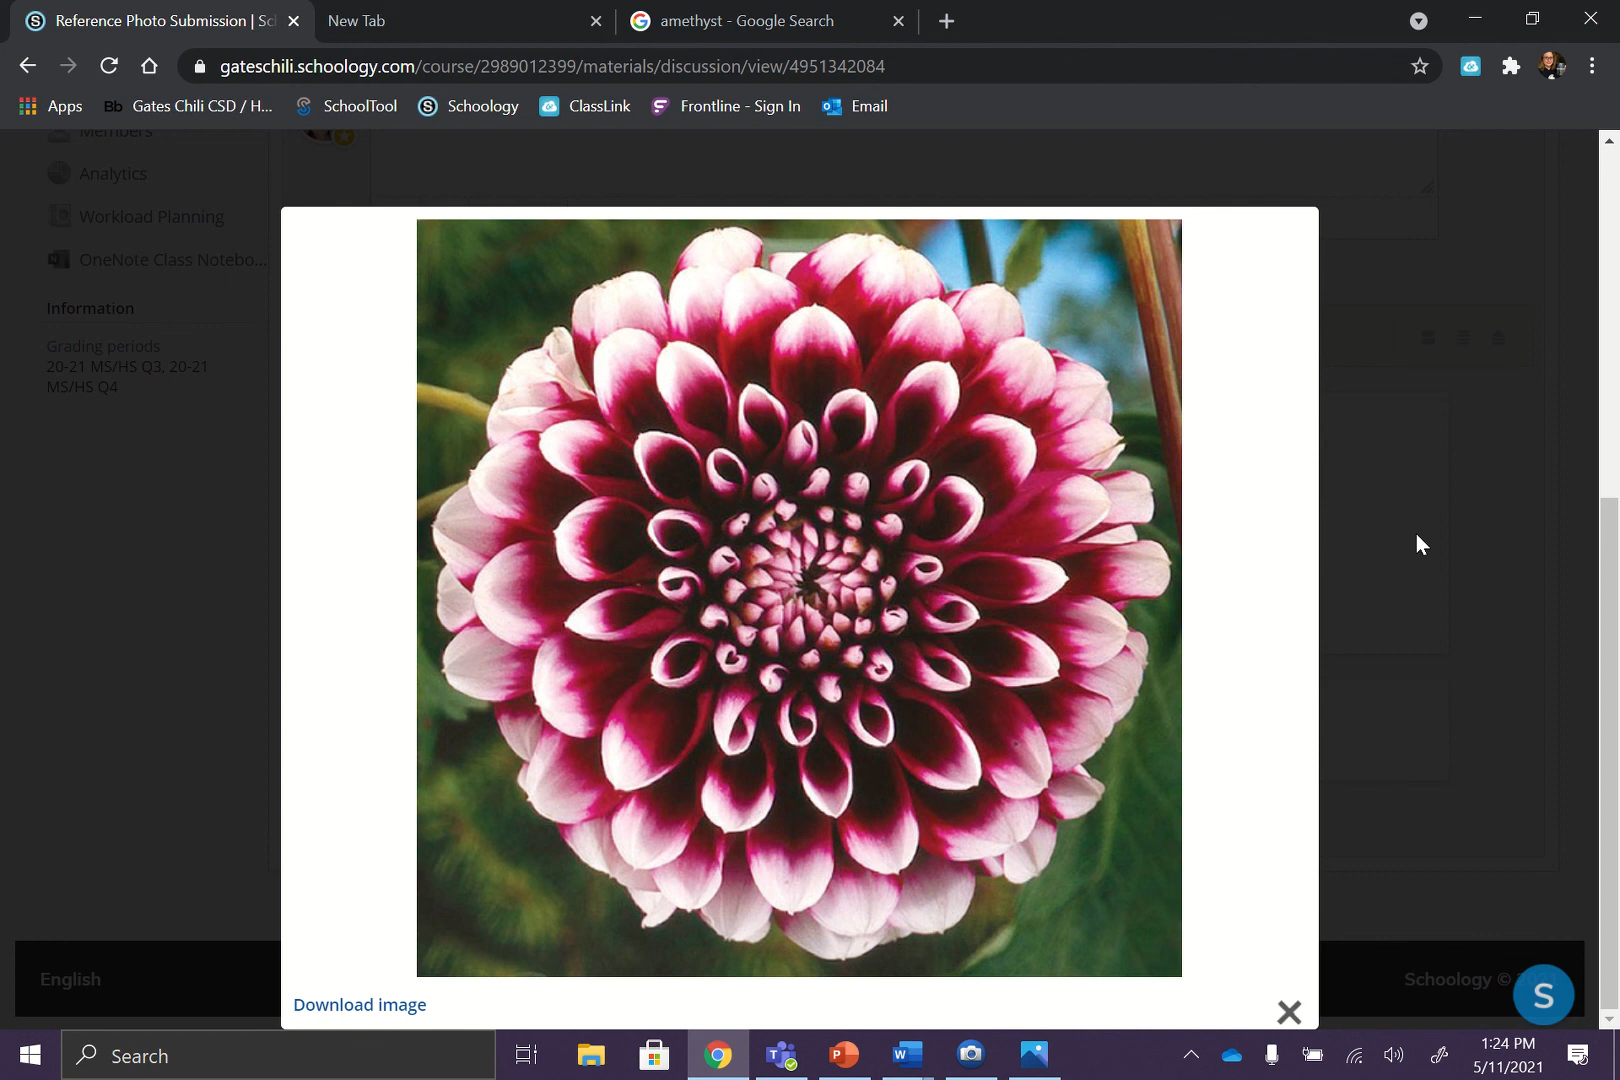 Reference Photo Submission | Sc
New Tab
amethyst - Google Search
gateschili.schoology.com/course/2989012399/materials/discussion/view/4951342084
Apps
Bb Gates Chili CSD / H...
SchoolTool
Schoology
ClassLink
Frontline - Sign In
Email
Members
Analytics
Workload Planning
OneNote Class Notebo...
Information
Grading periods
20-21 MS/HS Q3, 20-21
MS/HS Q4
English
Schoology ©
S
Download image
Search
1:24 PM
5/11/2021